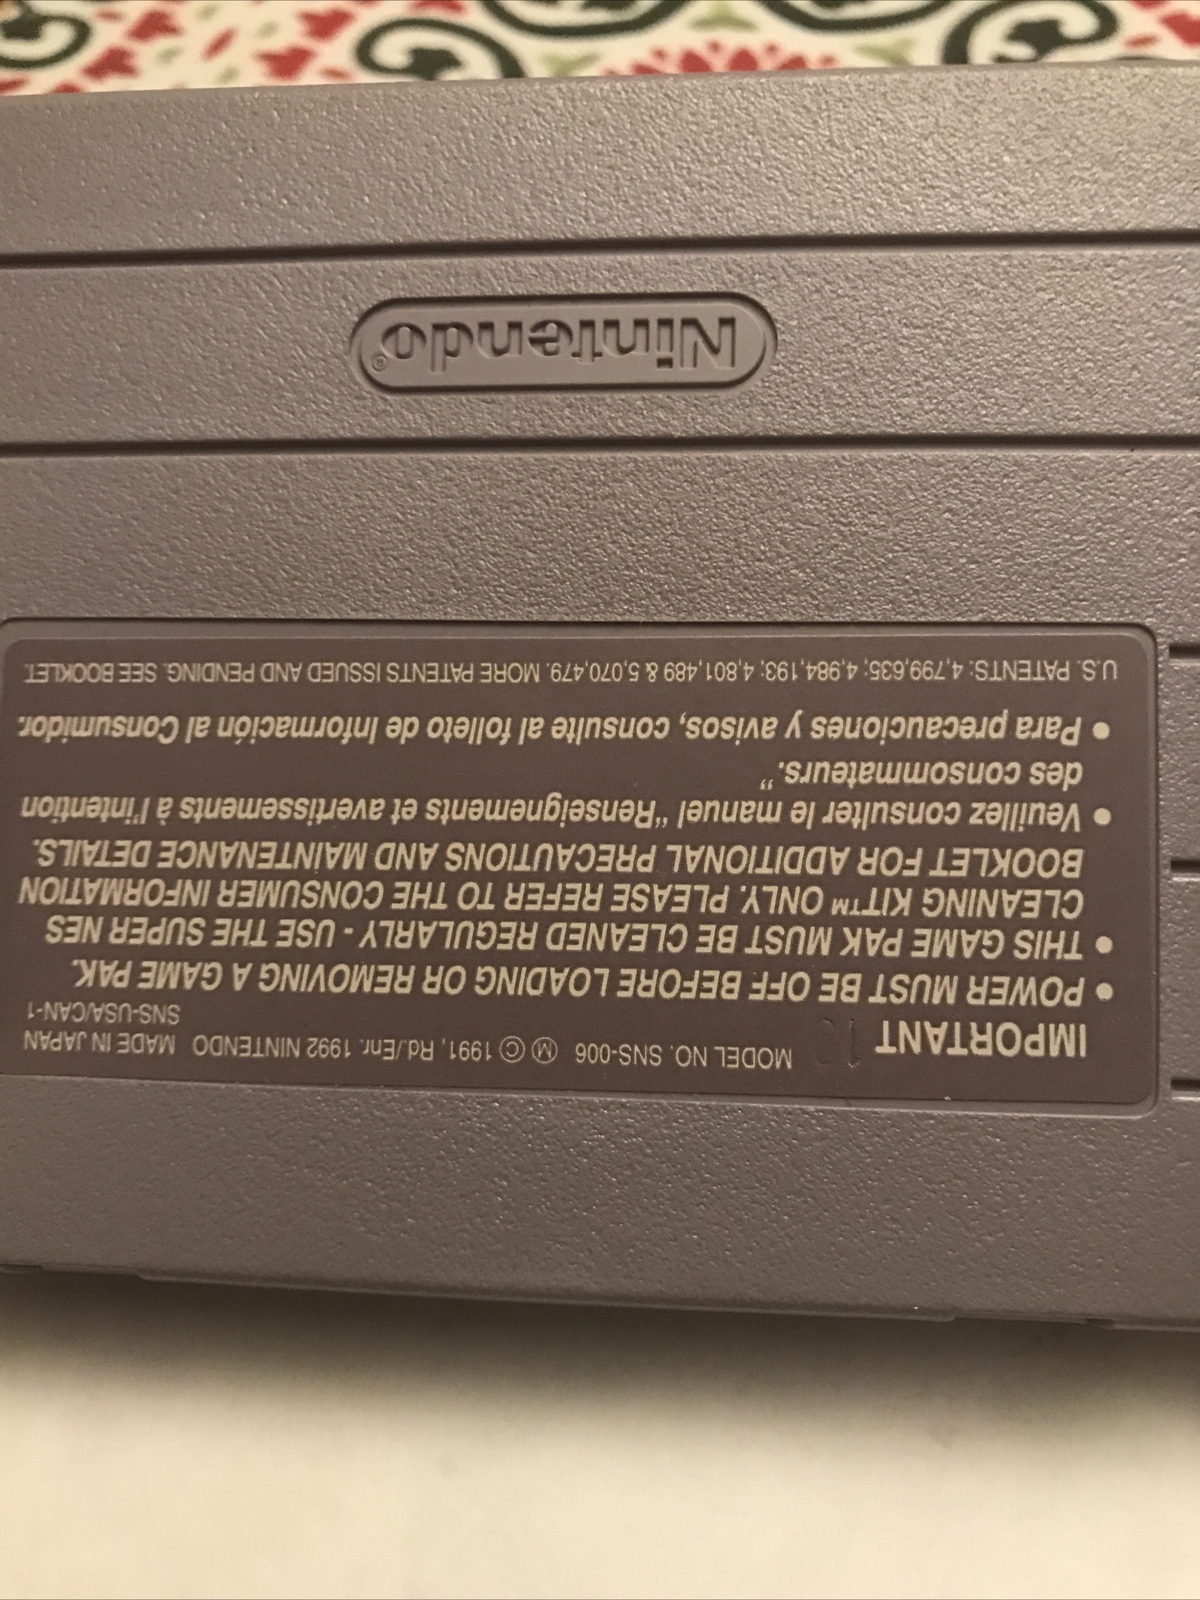 IMPORTANT MODEL NO. SNS-006 Ⓜ © 1991, Rd./Enr. 1992 NINTENDO MADE IN JAPAN
SNS-USA/CAN-1
• POWER MUST BE OFF BEFORE LOADING OR REMOVING A GAME PAK.
• THIS GAME PAK MUST BE CLEANED REGULARLY - USE THE SUPER NES
CLEANING KIT™ ONLY. PLEASE REFER TO THE CONSUMER INFORMATION
BOOKLET FOR ADDITIONAL PRECAUTIONS AND MAINTENANCE DETAILS.
• Veuillez consulter le manuel "Renseignements et avertissements à l'intention
des consommateurs."
• Para precauciones y avisos, consulte al folleto de Información al Consumidor.
U.S. PATENTS: 4,799,635; 4,984,193; 4,801,489 & 5,070,479. MORE PATENTS ISSUED AND PENDING. SEE BOOKLET.
Nintendo®